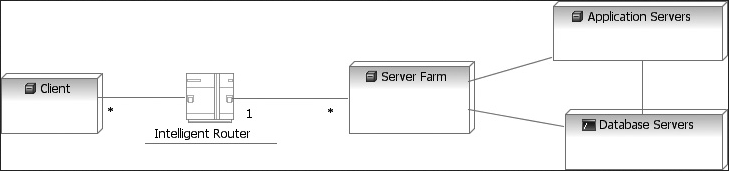 Application Servers
Server Farm
Client
*
1
*
Intelligent Router
Database Servers